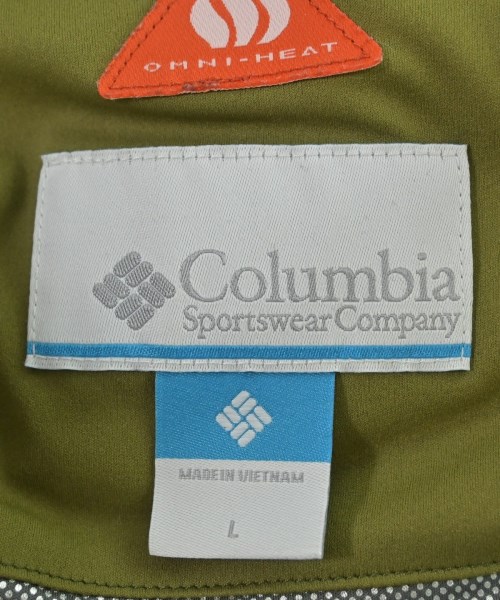 OMNI-HEAT
Columbia
Sportswear Company
MADE IN VIETNAM
L